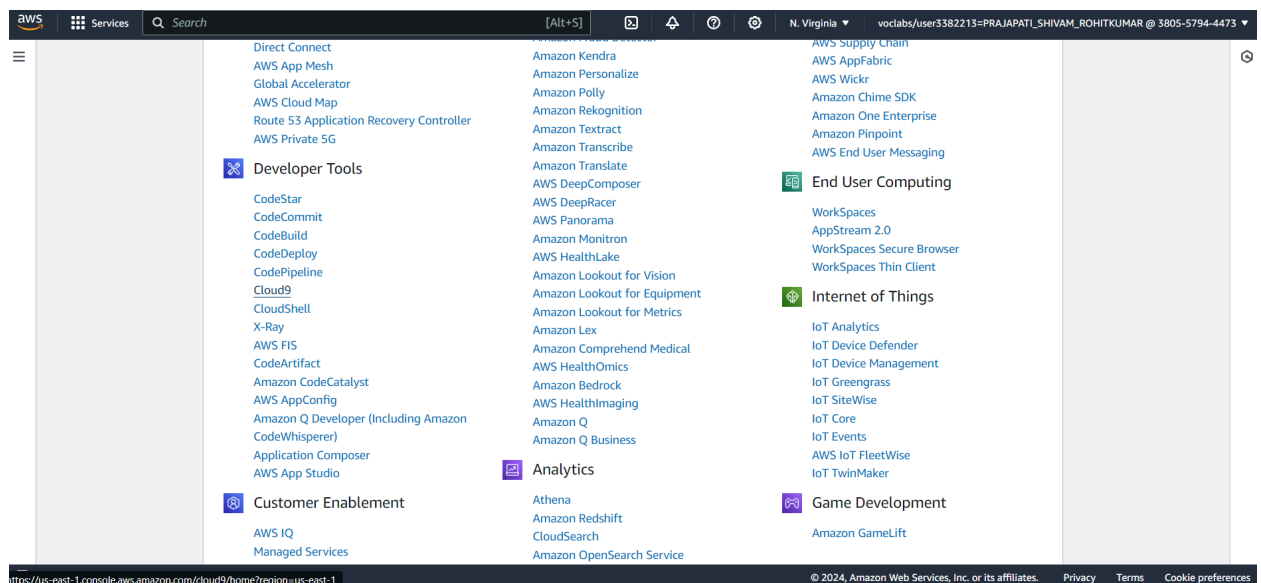 aws
Services
Search
[Alt+S]
N. Virginia
voclabs/user3382213=PRAJAPATI_SHIVAM_ROHITKUMAR @ 3805-5794-4473
Direct Connect
AWS App Mesh
Global Accelerator
AWS Cloud Map
Route 53 Application Recovery Controller
AWS Private 5G
Developer Tools
CodeStar
CodeCommit
CodeBuild
CodeDeploy
CodePipeline
Cloud9
CloudShell
X-Ray
AWS FIS
CodeArtifact
Amazon CodeCatalyst
AWS AppConfig
Amazon Q Developer (Including Amazon
CodeWhisperer)
Application Composer
AWS App Studio
Customer Enablement
AWS IQ
Managed Services
Amazon Fraud Detector
Amazon Kendra
Amazon Personalize
Amazon Polly
Amazon Rekognition
Amazon Textract
Amazon Transcribe
Amazon Translate
AWS DeepComposer
AWS DeepRacer
AWS Panorama
Amazon Monitron
AWS HealthLake
Amazon Lookout for Vision
Amazon Lookout for Equipment
Amazon Lookout for Metrics
Amazon Lex
Amazon Comprehend Medical
AWS HealthOmics
Amazon Bedrock
AWS HealthImaging
Amazon Q
Amazon Q Business
Analytics
Athena
Amazon Redshift
CloudSearch
Amazon OpenSearch Service
AWS Supply Chain
AWS AppFabric
AWS Wickr
Amazon Chime SDK
Amazon One Enterprise
Amazon Pinpoint
AWS End User Messaging
End User Computing
WorkSpaces
AppStream 2.0
WorkSpaces Secure Browser
WorkSpaces Thin Client
Internet of Things
IoT Analytics
IoT Device Defender
IoT Device Management
IoT Greengrass
IoT SiteWise
IoT Core
IoT Events
AWS IoT FleetWise
IoT TwinMaker
Game Development
Amazon GameLift
https://us-east-1.console.aws.amazon.com/cloud9/home?region=us-east-1
© 2024, Amazon Web Services, Inc. or its affiliates.
Privacy
Terms
Cookie preferences